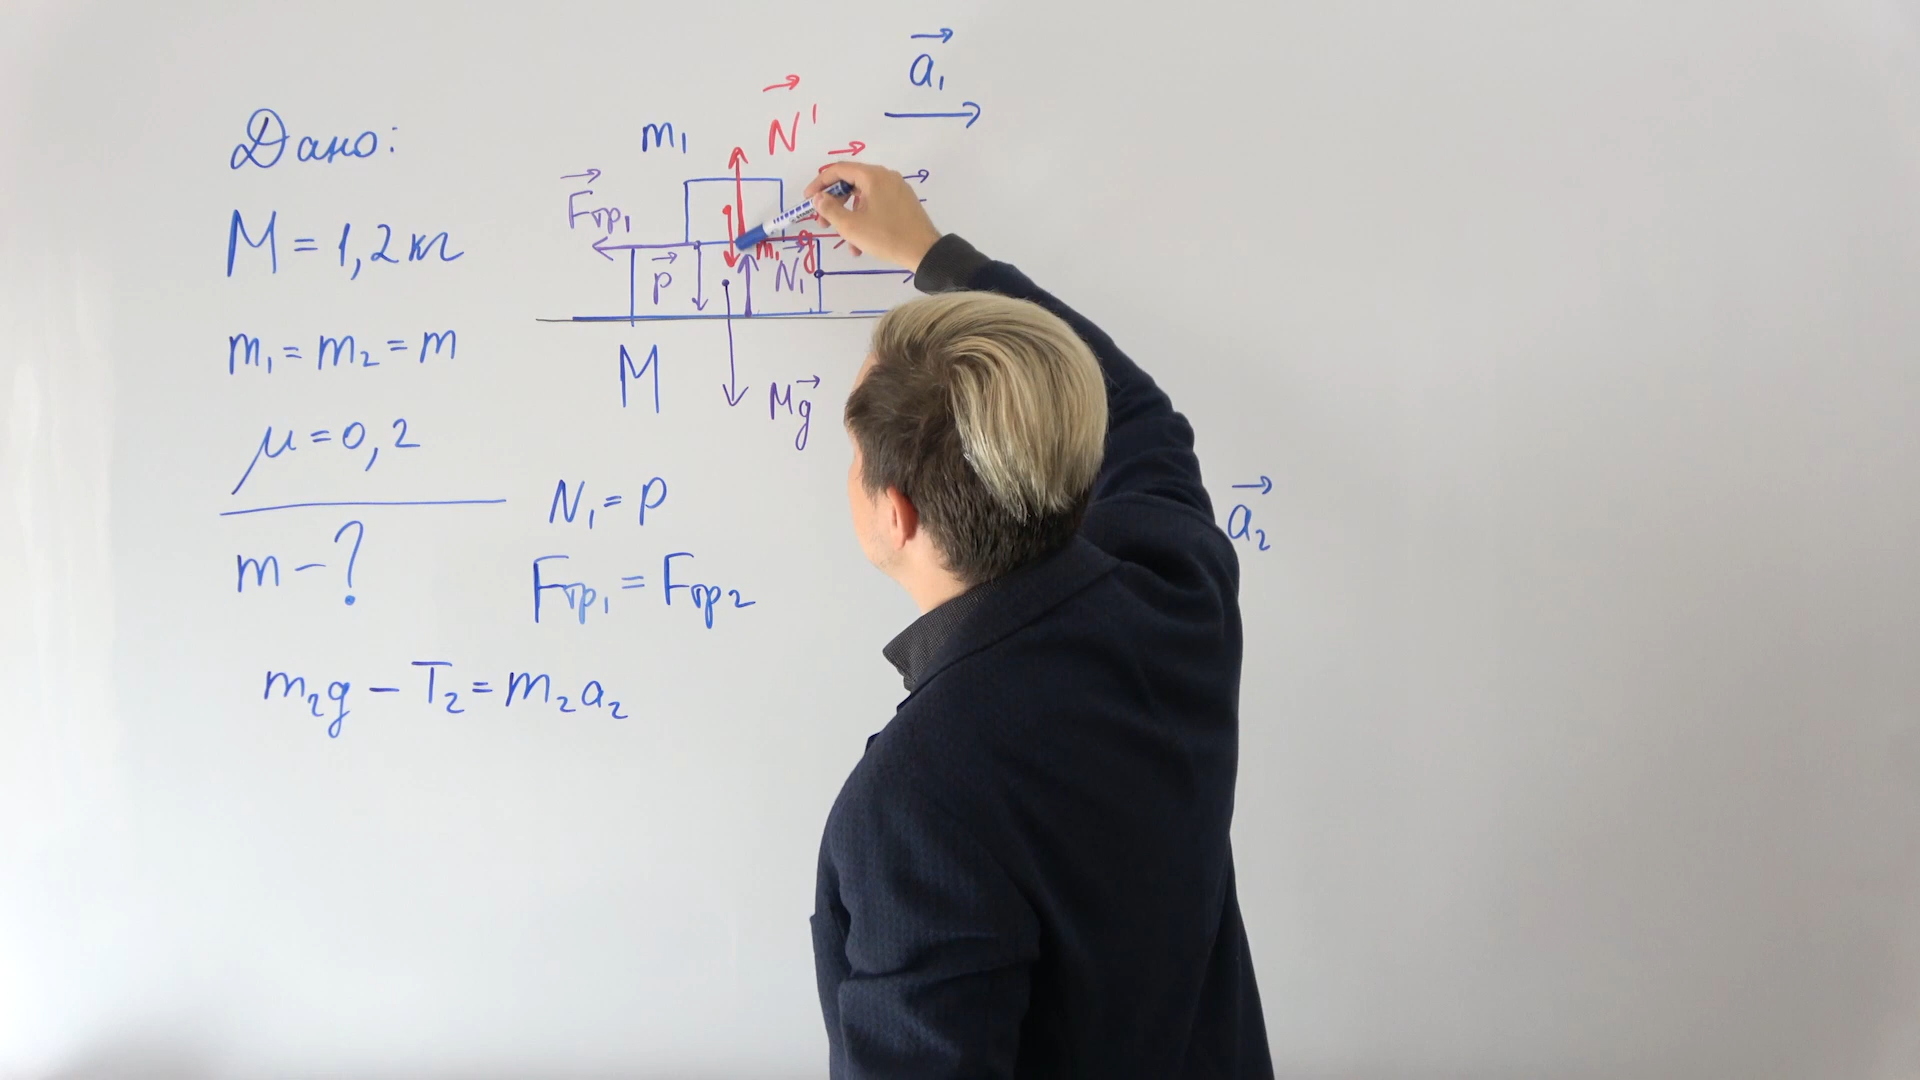 Дано:
M = 1,2 кг
m₁ = m₂ = m
μ = 0,2
m - ?
a₁
N'
m₁
Fтр₁
P
m₁g
N₁
M
Mg
a₂
N₁ = P
Fтр₁ = Fтр₂
m₂g - T₂ = m₂a₂